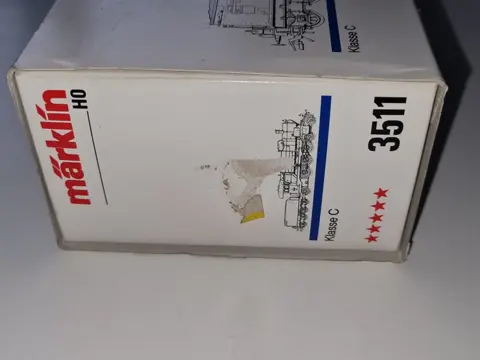 märklin
HO
Klasse C
3511
Klasse C